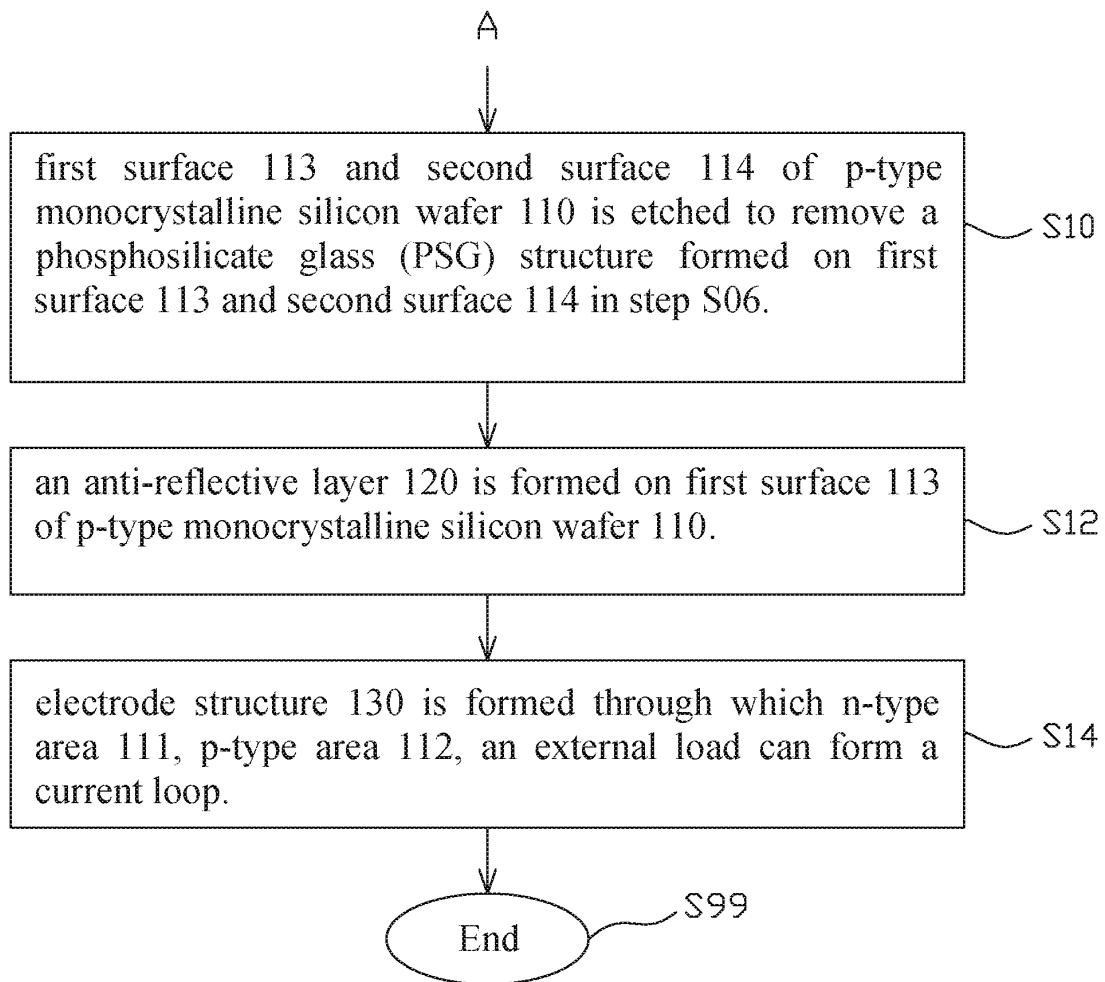 A
first surface 113 and second surface 114 of p-type
monocrystalline silicon wafer 110 is etched to remove a
phosphosilicate glass (PSG) structure formed on first
surface 113 and second surface 114 in step S06.
S10
an anti-reflective layer 120 is formed on first surface 113
of p-type monocrystalline silicon wafer 110.
S12
electrode structure 130 is formed through which n-type
area 111, p-type area 112, an external load can form a
current loop.
S14
End
S99